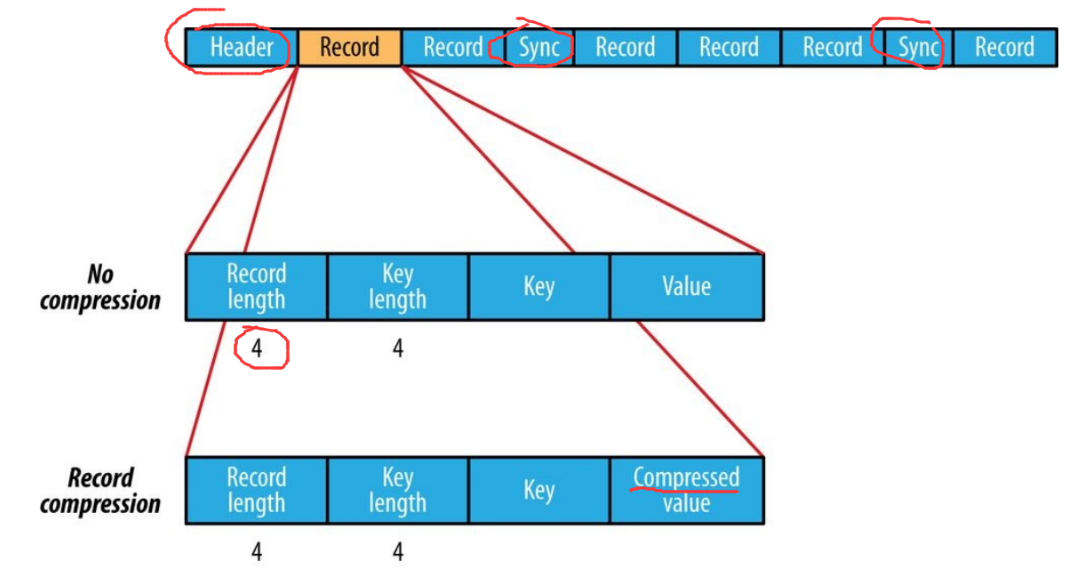 Header Record Record Sync Record Record Record Sync Record
No
compression
Record
length
Key
length
Key
Value
4 4
Record
compression
Record
length
Key
length
Key
Compressed
value
4 4